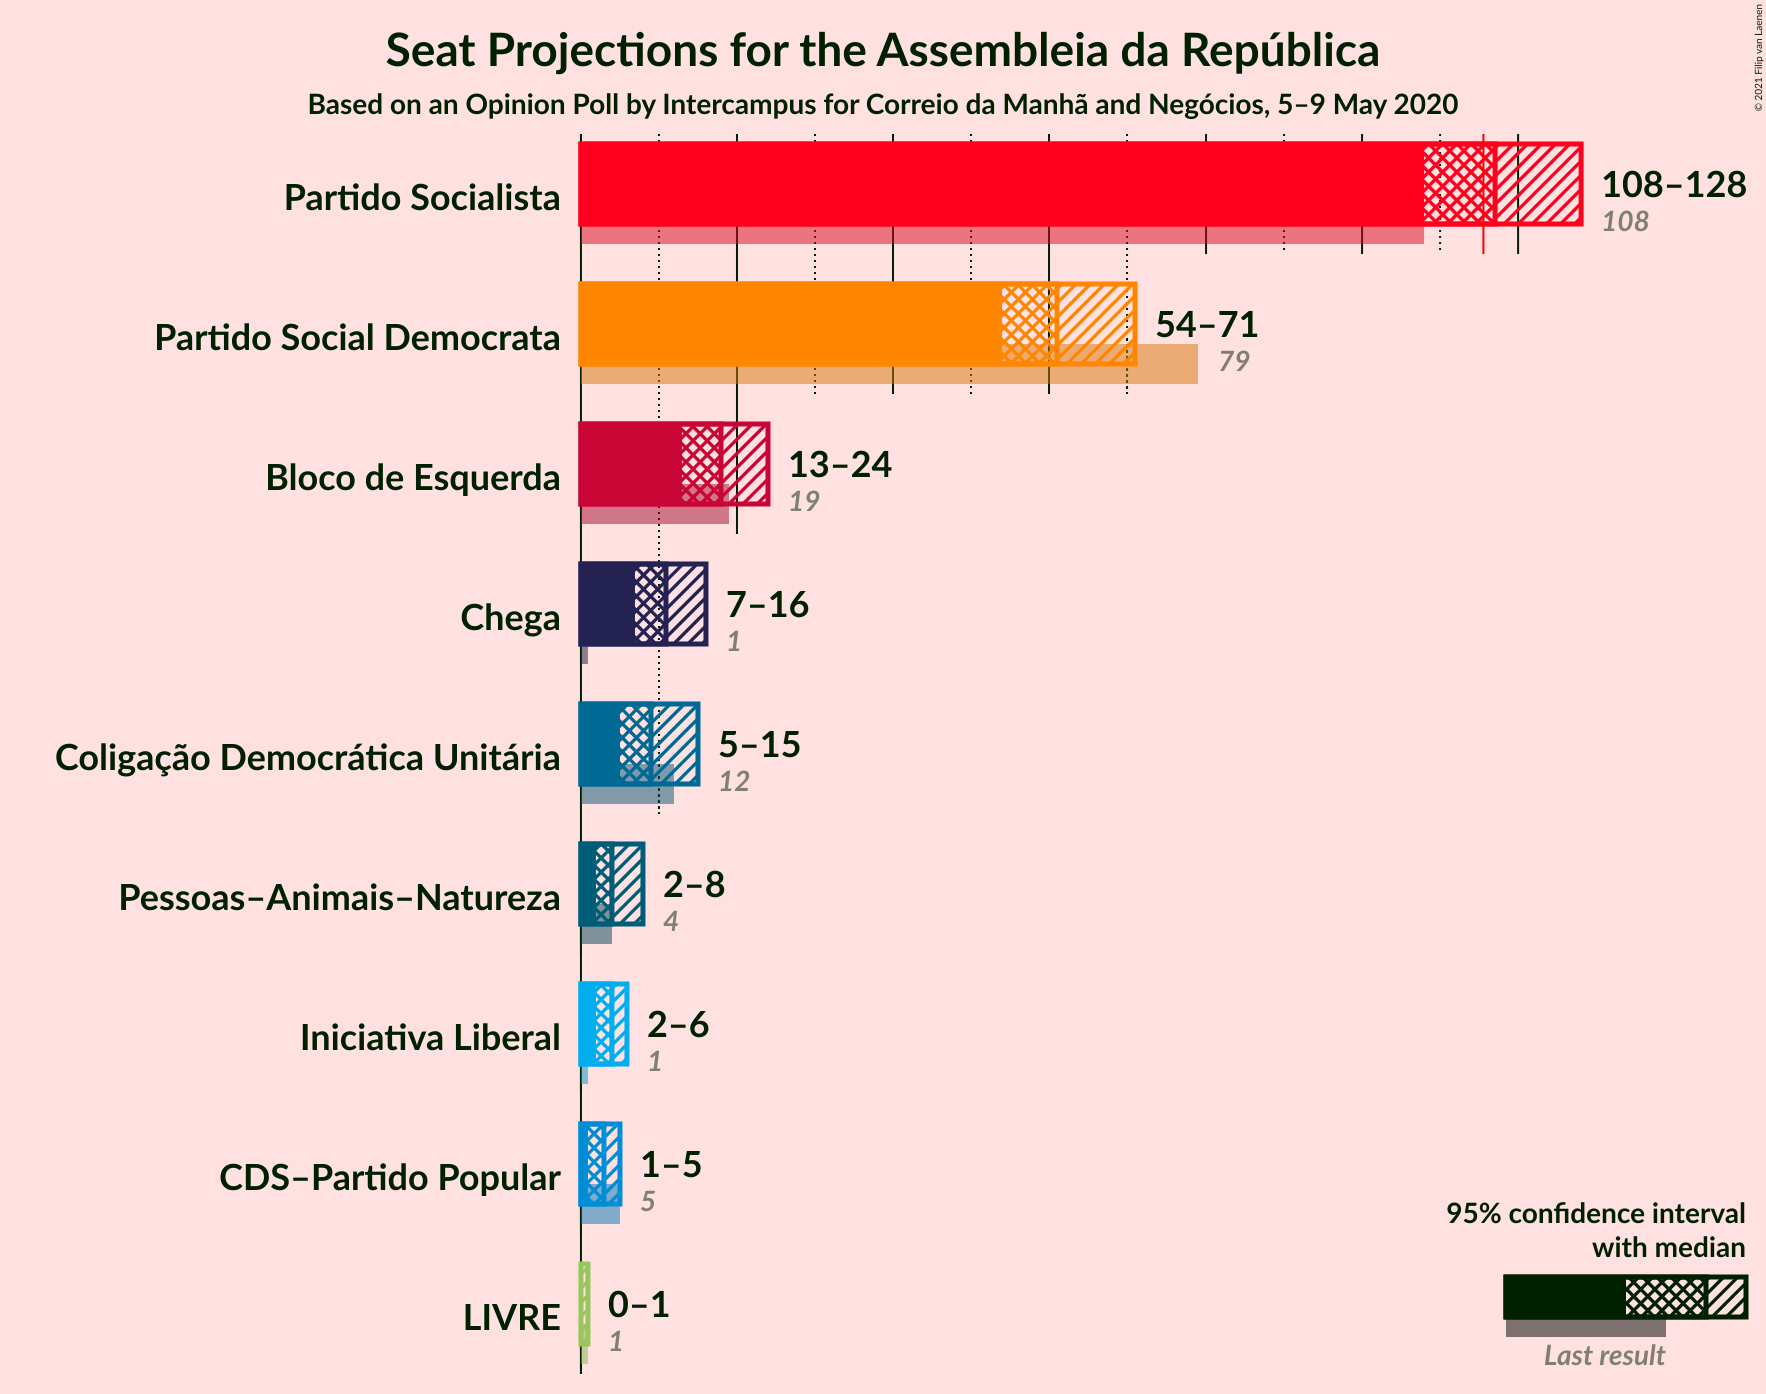 Seat Projections for the Assembleia da República
Based on an Opinion Poll by Intercampus for Correio da Manhã and Negócios, 5–9 May 2020
© 2021 Filip van Laenen
Partido Socialista
108–128
108
Partido Social Democrata
54–71
79
Bloco de Esquerda
13–24
19
Chega
7–16
1
Coligação Democrática Unitária
5–15
12
Pessoas–Animais–Natureza
2–8
4
Iniciativa Liberal
2–6
1
CDS–Partido Popular
1–5
5
LIVRE
0–1
1
95% confidence interval
with median
Last result